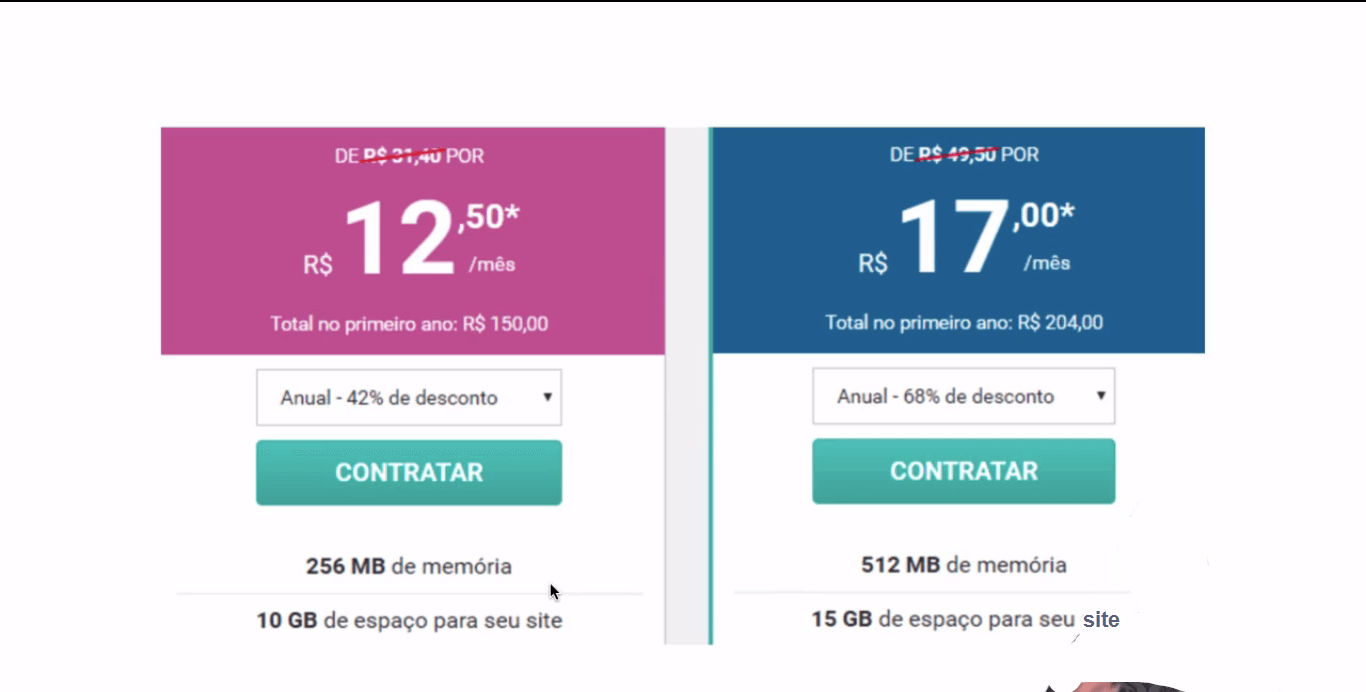 DE R$ 31,40 POR
R$ 12,50* /mês
Total no primeiro ano: R$ 150,00
Anual - 42% de desconto
CONTRATAR
256 MB de memória
10 GB de espaço para seu site
DE R$ 49,50 POR
R$ 17,00* /mês
Total no primeiro ano: R$ 204,00
Anual - 68% de desconto
CONTRATAR
512 MB de memória
15 GB de espaço para seu site